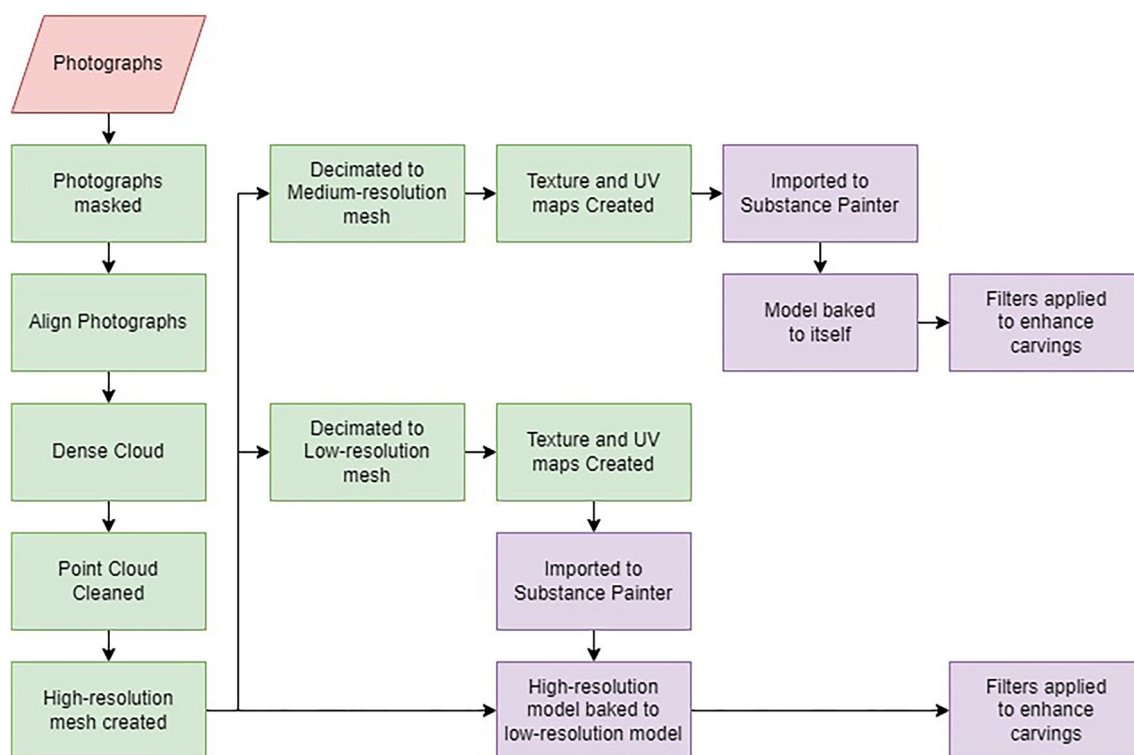 Photographs
Photographs
masked
Align Photographs
Dense Cloud
Point Cloud
Cleaned
High-resolution
mesh created
Decimated to
Medium-resolution
mesh
Texture and UV
maps Created
Imported to
Substance Painter
Model baked
to itself
Filters applied
to enhance
carvings
Decimated to
Low-resolution
mesh
Texture and UV
maps Created
Imported to
Substance Painter
High-resolution
model baked to
low-resolution model
Filters applied
to enhance
carvings